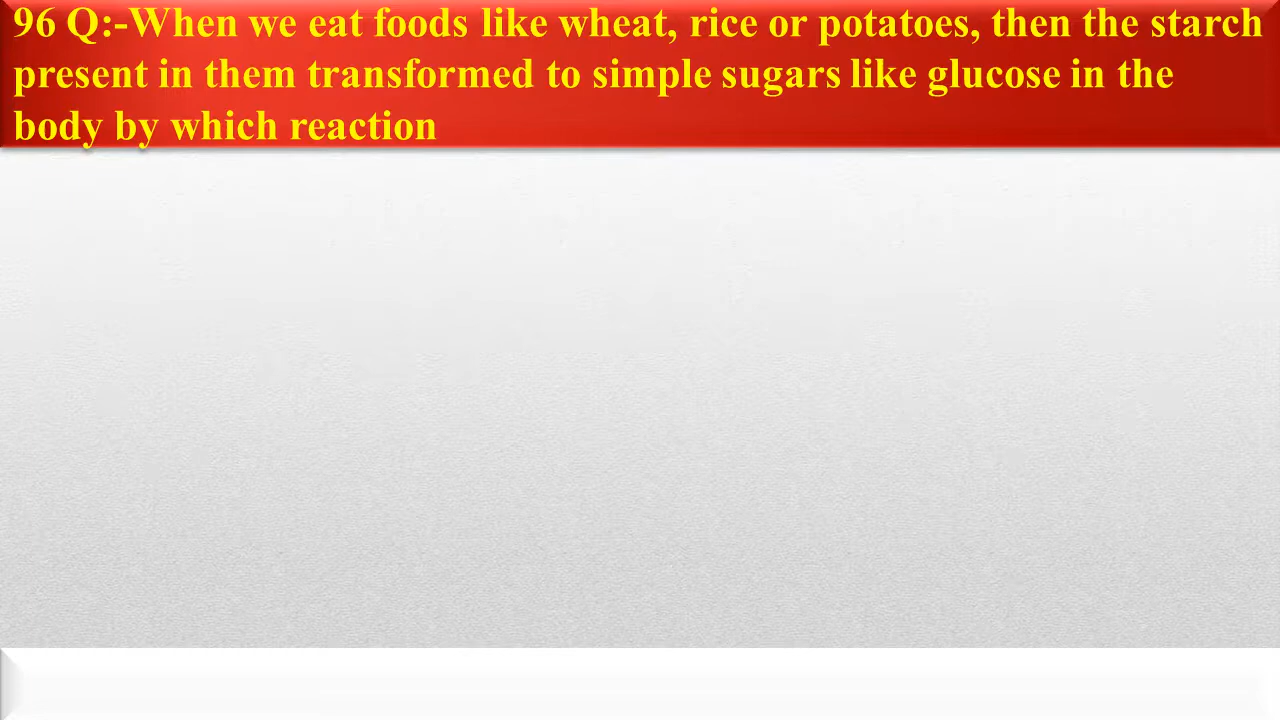 96 Q:-When we eat foods like wheat, rice or potatoes, then the starch
present in them transformed to simple sugars like glucose in the
body by which reaction